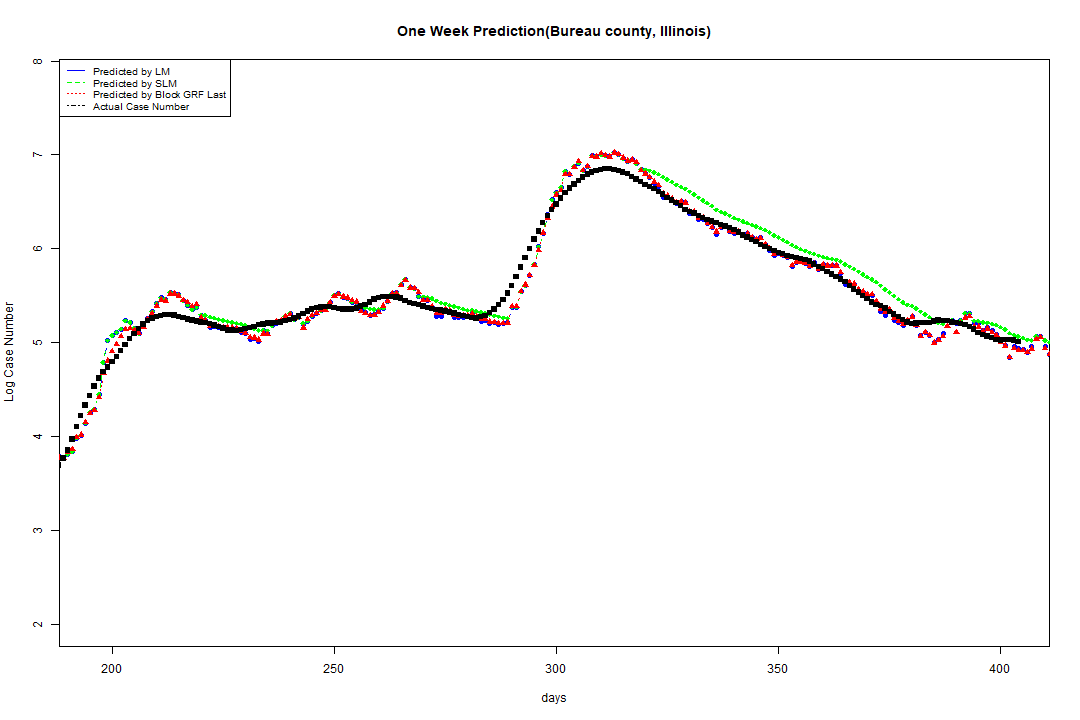 One Week Prediction(Bureau county, Illinois)
Predicted by LM
Predicted by SLM
Predicted by Block GRF Last
Actual Case Number
Log Case Number
8
7
6
5
4
3
2
200 250 300 350 400
days